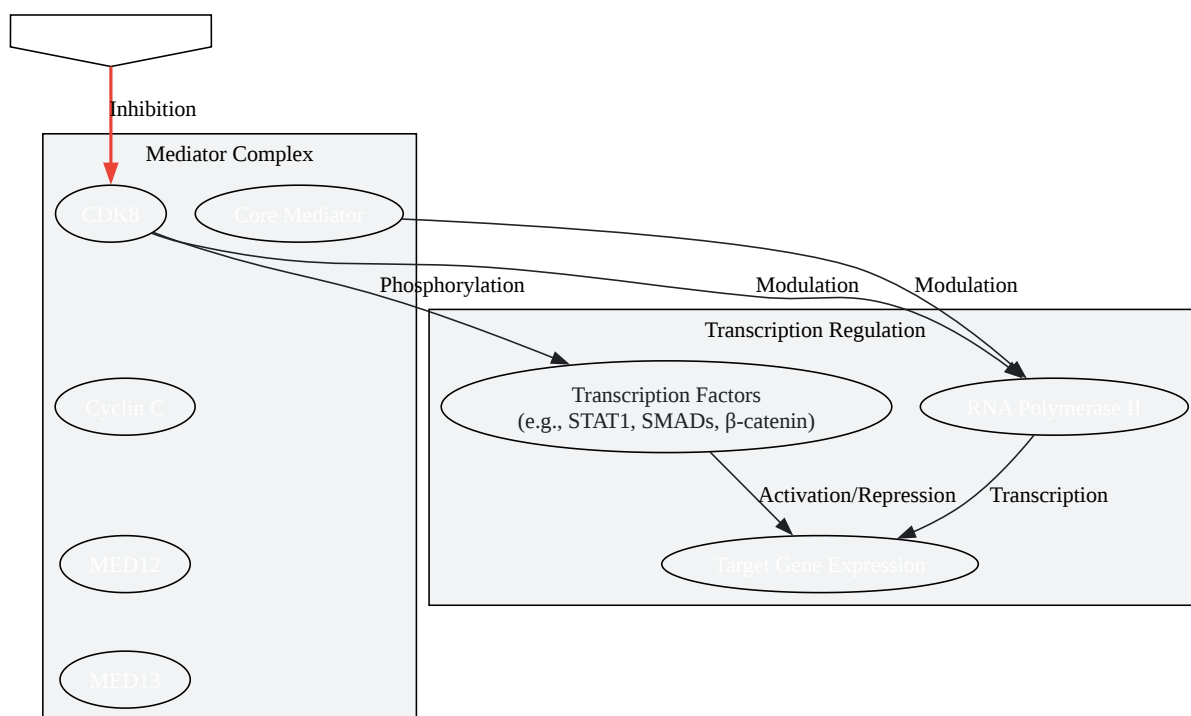 Inhibition
Mediator Complex
CDK8
Core Mediator
Phosphorylation
Modulation
Modulation
Transcription Regulation
Cyclin C
Transcription Factors
(e.g., STAT1, SMADs, β-catenin)
RNA Polymerase II
Activation/Repression
Transcription
MED12
Target Gene Expression
MED13